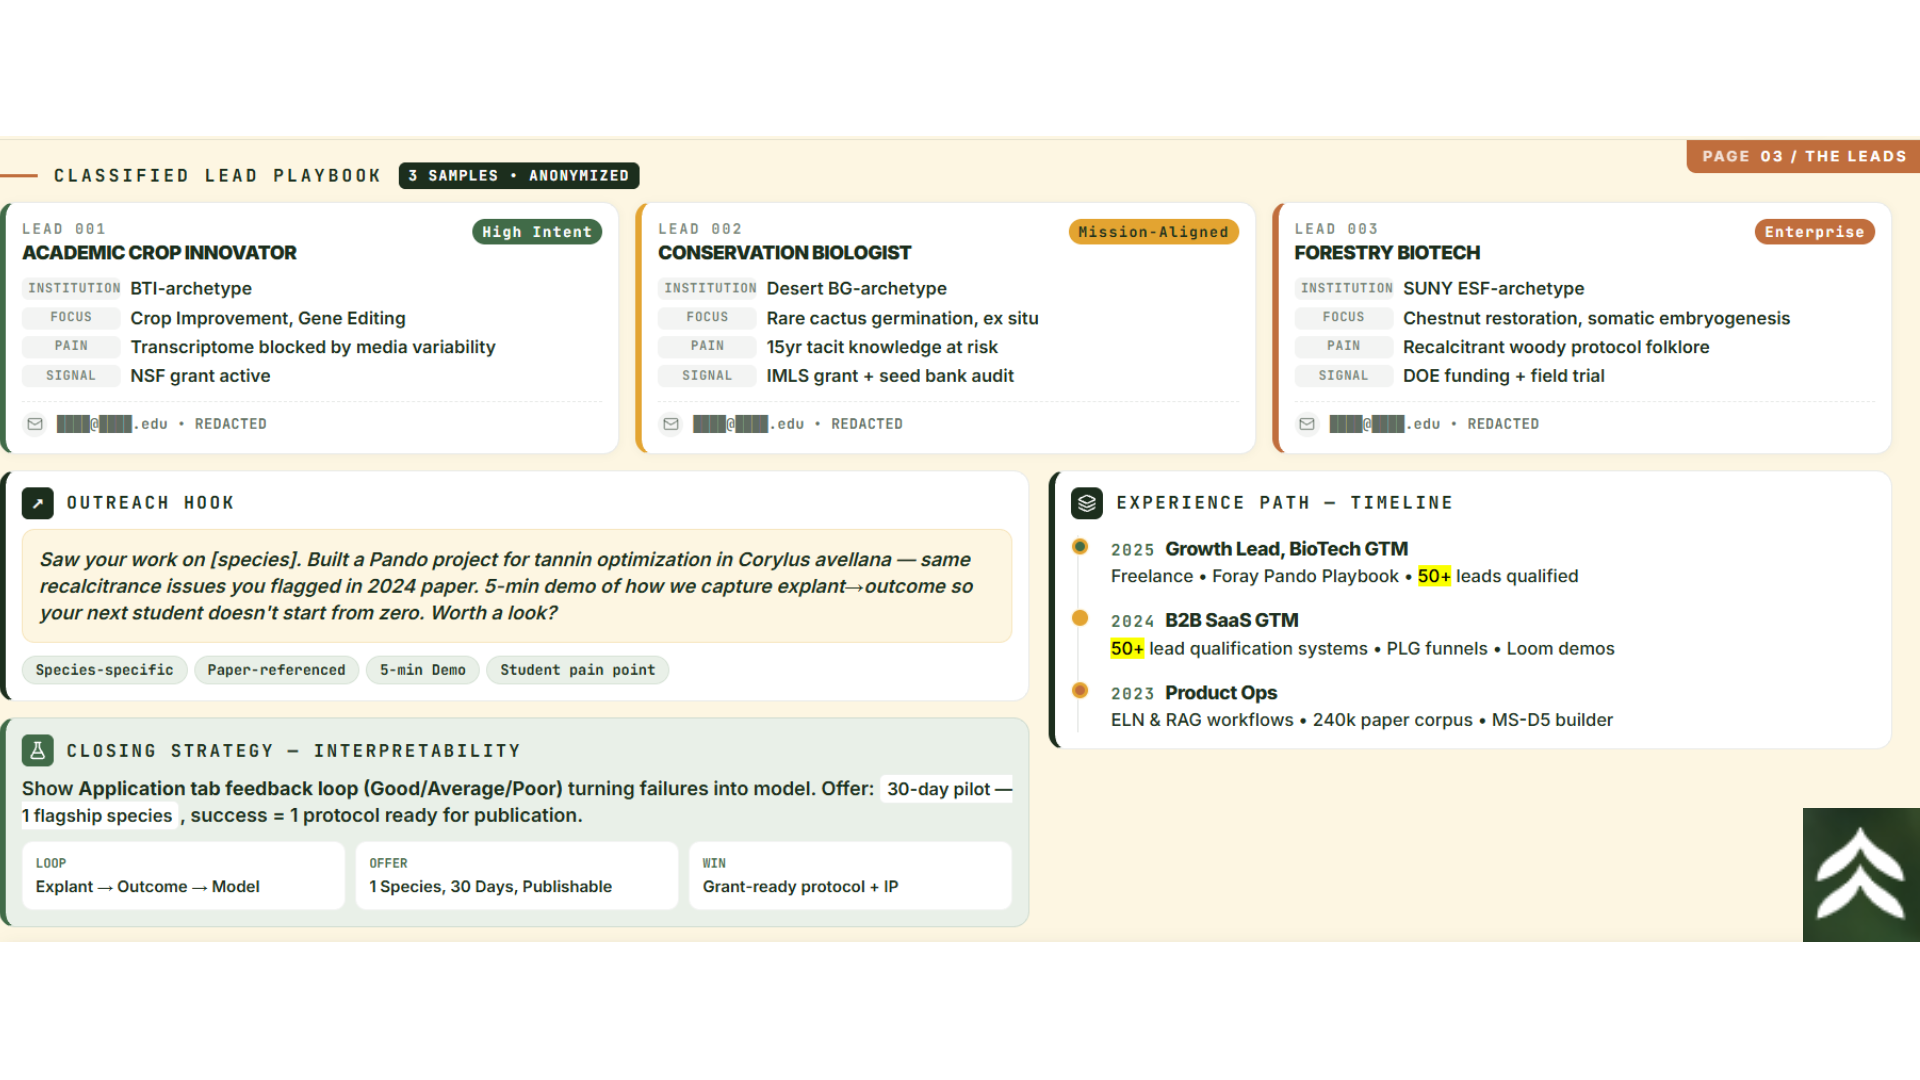 PAGE 03 / THE LEADS
CLASSIFIED LEAD PLAYBOOK 3 SAMPLES • ANONYMIZED
LEAD 001
High Intent
ACADEMIC CROP INNOVATOR
INSTITUTION BTI-archetype
FOCUS Crop Improvement, Gene Editing
PAIN Transcriptome blocked by media variability
SIGNAL NSF grant active
████@████.edu • REDACTED
LEAD 002
Mission-Aligned
CONSERVATION BIOLOGIST
INSTITUTION Desert BG-archetype
FOCUS Rare cactus germination, ex situ
PAIN 15yr tacit knowledge at risk
SIGNAL IMLS grant + seed bank audit
████@████.edu • REDACTED
LEAD 003
Enterprise
FORESTRY BIOTECH
INSTITUTION SUNY ESF-archetype
FOCUS Chestnut restoration, somatic embryogenesis
PAIN Recalcitrant woody protocol folklore
SIGNAL DOE funding + field trial
████@████.edu • REDACTED
↗ OUTREACH HOOK
Saw your work on [species]. Built a Pando project for tannin optimization in Corylus avellana — same
recalcitrance issues you flagged in 2024 paper. 5-min demo of how we capture explant→outcome so
your next student doesn't start from zero. Worth a look?
Species-specific Paper-referenced 5-min Demo Student pain point
CLOSING STRATEGY — INTERPRETABILITY
Show Application tab feedback loop (Good/Average/Poor) turning failures into model. Offer: 30-day pilot —
1 flagship species , success = 1 protocol ready for publication.
LOOP
Explant → Outcome → Model
OFFER
1 Species, 30 Days, Publishable
WIN
Grant-ready protocol + IP
EXPERIENCE PATH — TIMELINE
2025 Growth Lead, BioTech GTM
Freelance • Foray Pando Playbook • 50+ leads qualified
2024 B2B SaaS GTM
50+ lead qualification systems • PLG funnels • Loom demos
2023 Product Ops
ELN & RAG workflows • 240k paper corpus • MS-D5 builder